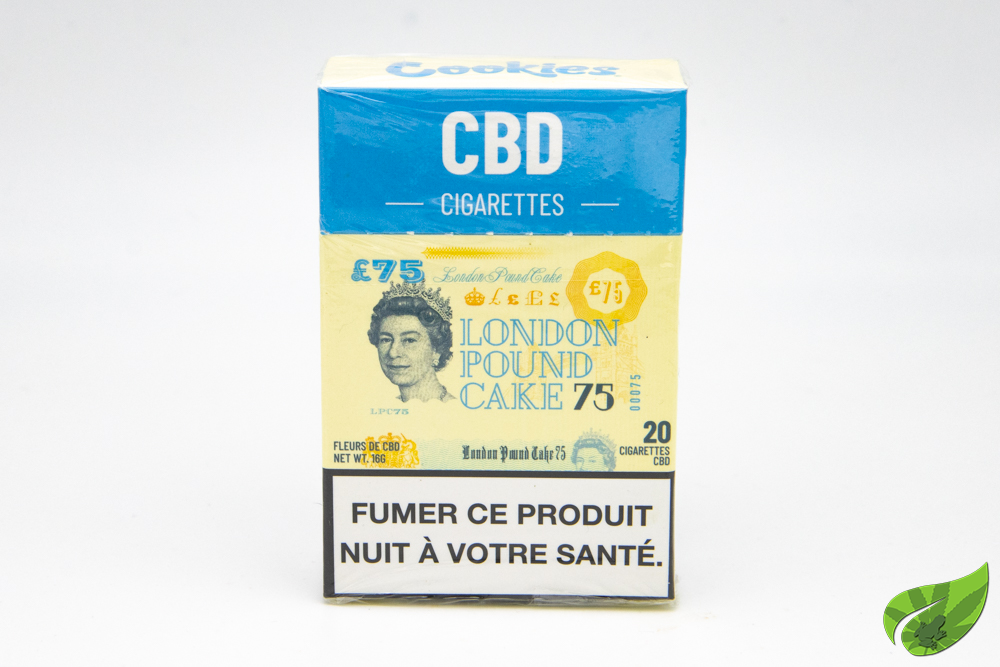 Cookies
CBD
CIGARETTES
£75 London Pound Cake
£ £ £ £
£75
LONDON
POUND
CAKE 75
00075
LPC75
20
FLEURS DE CBD
NET WT. 16G
London Pound Cake 75
CIGARETTES
CBD
FUMER CE PRODUIT
NUIT À VOTRE SANTÉ.